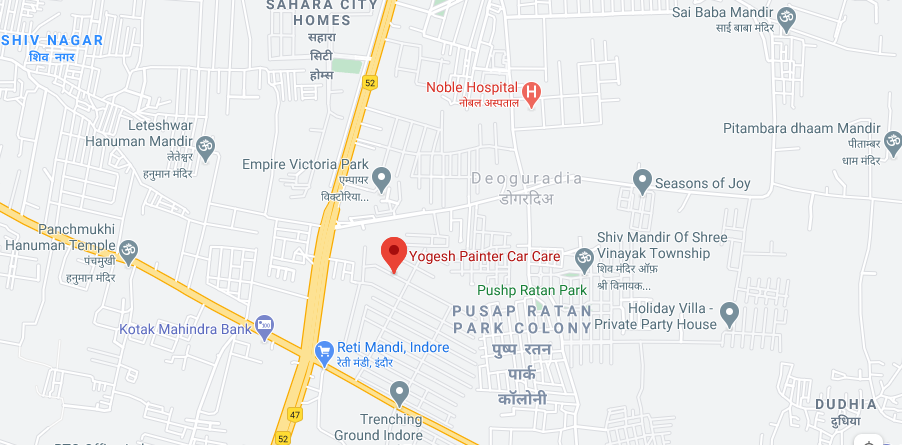 SAHARA CITY
HOMES
सहारा
सिटी
होम्स
Sai Baba Mandir
साई बाबा मंदिर
SHIV NAGAR
शिव नगर
52
Noble Hospital
नोबल अस्पताल
Leteshwar
Hanuman Mandir
लेतेश्वर
हनुमान मंदिर
Pitambara dhaam Mandir
पीताम्बर
धाम मंदिर
Empire Victoria Park
एम्पायर
विक्टोरिया...
Deoguradia
डोगरदिअ
Seasons of Joy
Panchmukhi
Hanuman Temple
पंचमुखी
हनुमान मंदिर
Yogesh Painter Car Care
Shiv Mandir Of Shree
Vinayak Township
शिव मंदिर ऑफ़
श्री विनायक...
Pushp Ratan Park
PUSAP RATAN
PARK COLONY
पुष्प रतन
पार्क
कॉलोनी
Holiday Villa -
Private Party House
Kotak Mahindra Bank
Reti Mandi, Indore
रेती मंडी, इंदौर
Trenching
Ground Indore
47
52
DUDHIA
दुधिया